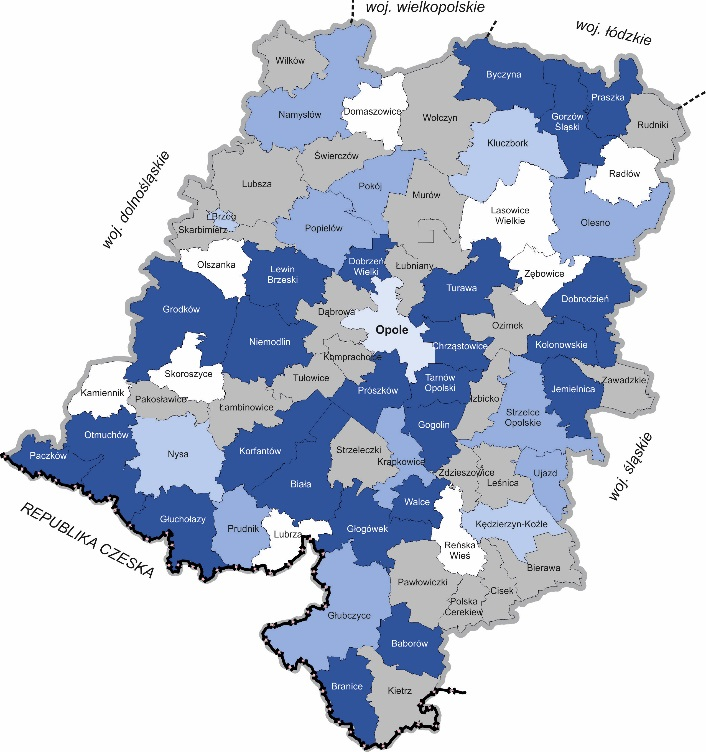 woj. wielkopolskie
woj. łódzkie
Wilków
Byczyna
Praszka
Namysłów
Domaszowice
Wołczyn
Gorzów
Śląski
Rudniki
Kluczbork
Świerczów
Radłów
Lubsza
Pokój
Murów
woj. dolnośląskie
Brzeg
Skarbimierz
Popielów
Lasowice
Wielkie
Olesno
Olszanka
Lewin
Brzeski
Dobrzeń
Wielki
Łubniany
Zębowice
Turawa
Dobrodzień
Grodków
Dąbrowa
Opole
Ozimek
Niemodlin
Chrząstowice
Kolonowskie
Komprachcice
Skoroszyce
Tułowice
Tarnów
Opolski
Zawadzkie
Kamiennik
Pakosławice
Łambinowice
Prószków
Jemielnica
Izbicko
Strzelce
Opolskie
Otmuchów
Gogolin
Paczków
Nysa
Korfantów
Strzeleczki
Krapkowice
Zdzieszowice
Leśnica
Ujazd
woj. śląskie
Biała
Walce
REPUBLIKA CZESKA
Głuchołazy
Prudnik
Lubrza
Głogówek
Kędzierzyn-Koźle
Reńska
Wieś
Bierawa
Pawłowiczki
Cisek
Polska
Cerekiew
Głubczyce
Baborów
Branice
Kietrz